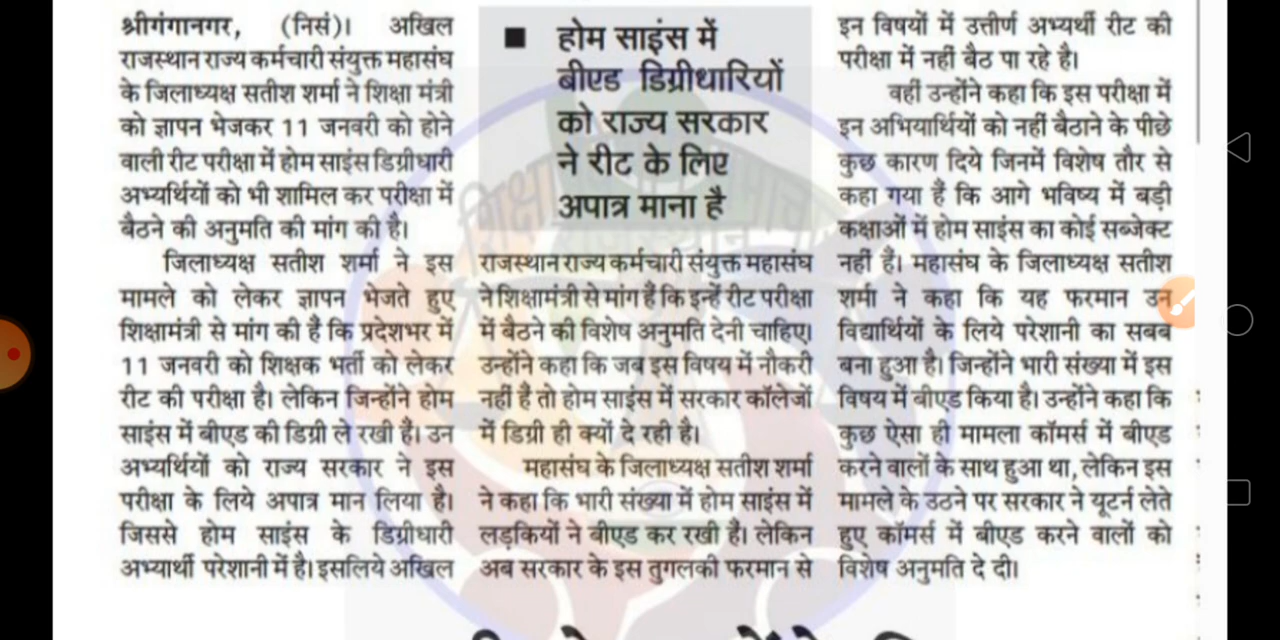 श्रीगंगानगर, (निसं)। अखिल
राजस्थान राज्य कर्मचारी संयुक्त महासंघ
के जिलाध्यक्ष सतीश शर्मा ने शिक्षा मंत्री
को ज्ञापन भेजकर 11 जनवरी को होने
वाली रीट परीक्षा में होम साइंस डिग्रीधारी
अभ्यर्थियों को भी शामिल कर परीक्षा में
बैठने की अनुमति की मांग की है।
जिलाध्यक्ष सतीश शर्मा ने इस
मामले को लेकर ज्ञापन भेजते हुए
शिक्षामंत्री से मांग की है कि प्रदेशभर में
11 जनवरी को शिक्षक भर्ती को लेकर
रीट की परीक्षा है। लेकिन जिन्होंने होम
साइंस में बीएड की डिग्री ले रखी है। उन
अभ्यर्थियों को राज्य सरकार ने इस
परीक्षा के लिये अपात्र मान लिया है।
जिससे होम साइंस के डिग्रीधारी
अभ्यार्थी परेशानी में है। इसलिये अखिल
■ होम साइंस में
बीएड डिग्रीधारियों
को राज्य सरकार
ने रीट के लिए
अपात्र माना है
राजस्थान राज्य कर्मचारी संयुक्त महासंघ
ने शिक्षामंत्री से मांग है कि इन्हें रीट परीक्षा
में बैठने की विशेष अनुमति देनी चाहिए।
उन्होंने कहा कि जब इस विषय में नौकरी
नहीं है तो होम साइंस में सरकार कॉलेजों
में डिग्री ही क्यों दे रही है।
महासंघ के जिलाध्यक्ष सतीश शर्मा
ने कहा कि भारी संख्या में होम साइंस में
लड़कियों ने बीएड कर रखी है। लेकिन
अब सरकार के इस तुगलकी फरमान से
इन विषयों में उत्तीर्ण अभ्यर्थी रीट की
परीक्षा में नहीं बैठ पा रहे है।
वहीं उन्होंने कहा कि इस परीक्षा में
इन अभियार्थियों को नहीं बैठाने के पीछे
कुछ कारण दिये जिनमें विशेष तौर से
कहा गया है कि आगे भविष्य में बड़ी
कक्षाओं में होम साइंस का कोई सब्जेक्ट
नहीं है। महासंघ के जिलाध्यक्ष सतीश
शर्मा ने कहा कि यह फरमान उन
विद्यार्थियों के लिये परेशानी का सबब
बना हुआ है। जिन्होंने भारी संख्या में इस
विषय में बीएड किया है। उन्होंने कहा कि
कुछ ऐसा ही मामला कॉमर्स में बीएड
करने वालों के साथ हुआ था, लेकिन इस
मामले के उठने पर सरकार ने यूटर्न लेते
हुए कॉमर्स में बीएड करने वालों को
विशेष अनुमति दे दी।